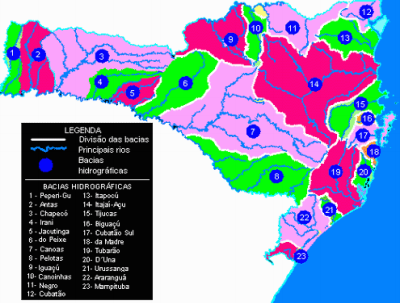 12
9
10
11
13
1
2
3
14
4
5
6
15
16
7
17
18
8
19
20
21
22
23
LEGENDA
Divisão das bacias
Principais rios
Bacias
hidrográficas
BACIAS HIDROGRÁFICAS
1 - Peperi-Gu
2 - Antas
3 - Chapecó
4 - Irani
5 - Jacutinga
6 - do Peixe
7 - Canoas
8 - Pelotas
9 - Iguaçú
10- Canoinhas
11- Negro
12- Cubatão
13- Itapocú
14- Itajaí-Açu
15- Tijucas
16- Biguaçú
17- Cubatão Sul
18- da Madre
19- Tubarão
20- D'Una
21- Urussanga
22- Araranguá
23- Mampituba